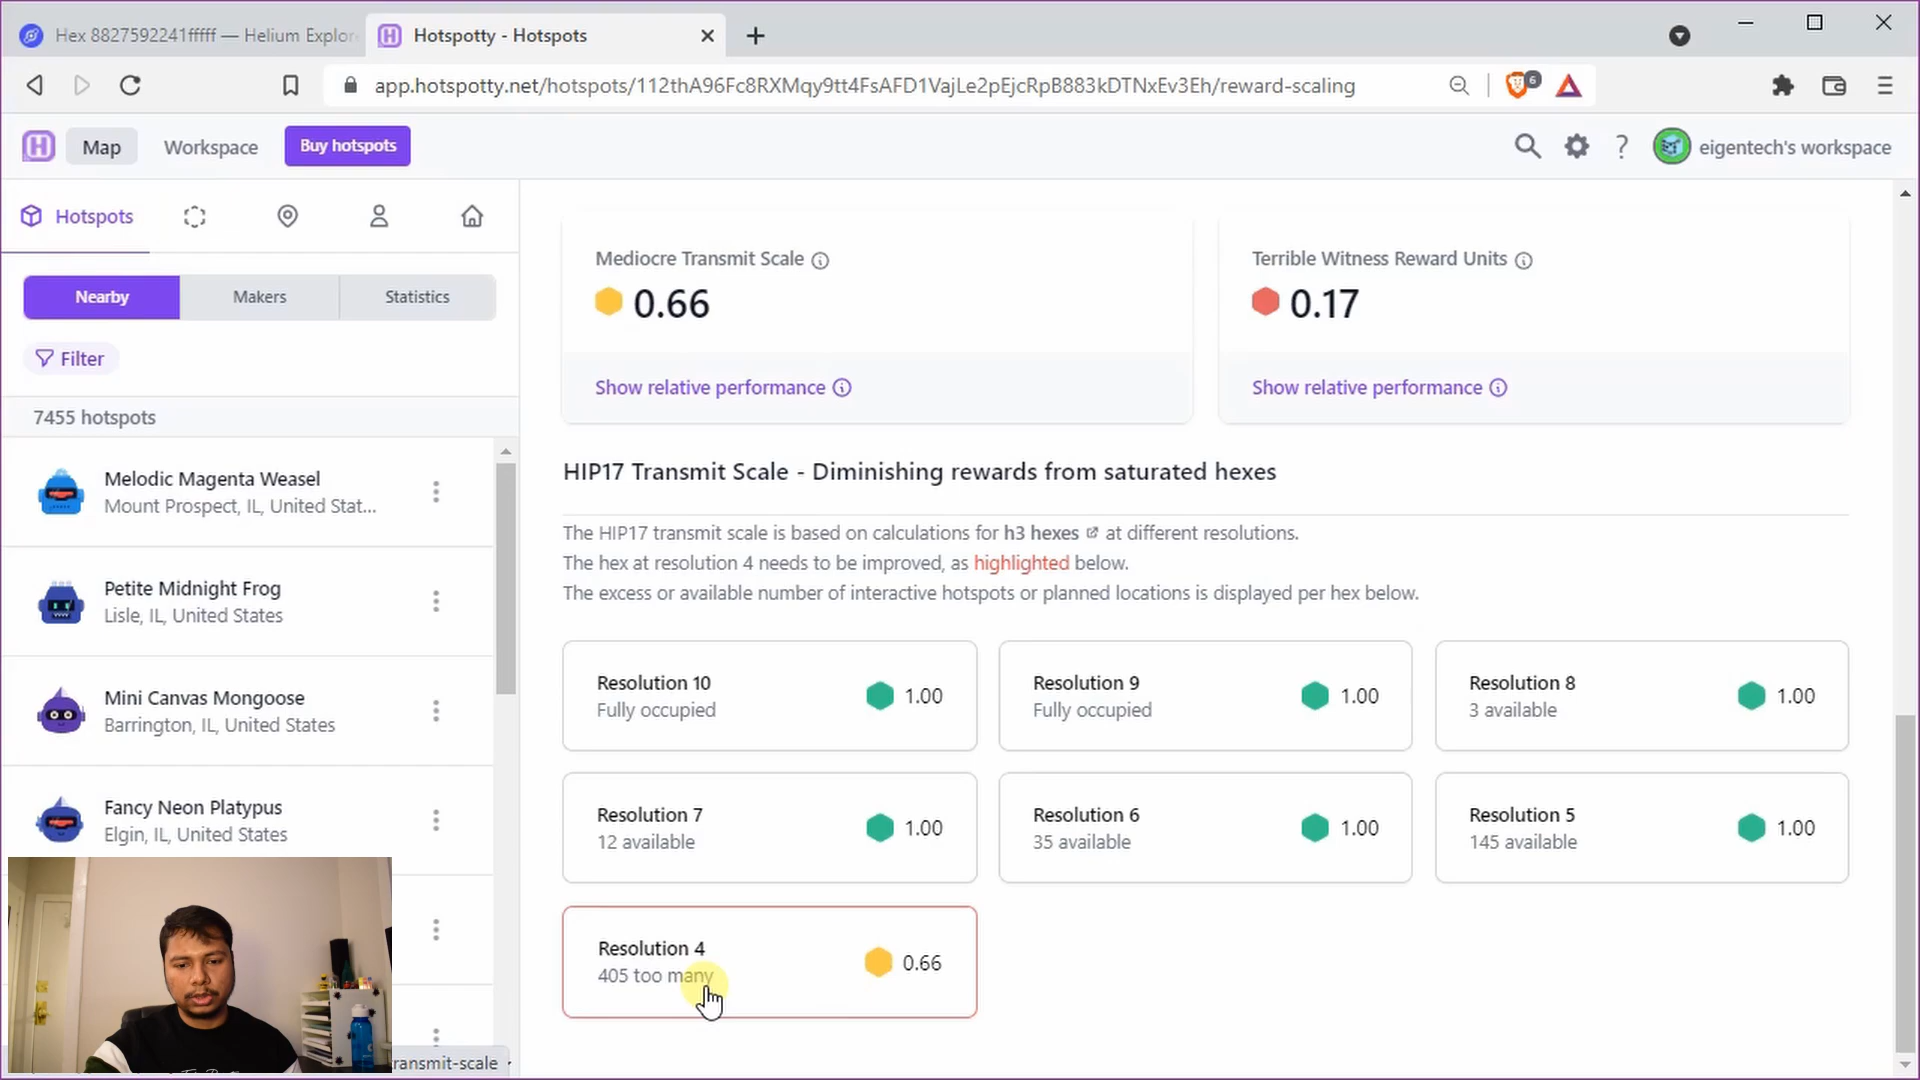 Hex 8827592241fffff — Helium Explor
Hotspotty - Hotspots
app.hotspotty.net/hotspots/112thA96Fc8RXMqy9tt4FsAFD1VajLe2pEjcRpB883kDTNxEv3Eh/reward-scaling
6
Map
Workspace
Buy hotspots
?
eigentech's workspace
Hotspots
Nearby
Makers
Statistics
Filter
7455 hotspots
Melodic Magenta Weasel
Mount Prospect, IL, United Stat...
Petite Midnight Frog
Lisle, IL, United States
Mini Canvas Mongoose
Barrington, IL, United States
Fancy Neon Platypus
Elgin, IL, United States
transmit-scale
Mediocre Transmit Scale
0.66
Show relative performance
Terrible Witness Reward Units
0.17
Show relative performance
HIP17 Transmit Scale - Diminishing rewards from saturated hexes
The HIP17 transmit scale is based on calculations for h3 hexes at different resolutions.
The hex at resolution 4 needs to be improved, as highlighted below.
The excess or available number of interactive hotspots or planned locations is displayed per hex below.
Resolution 10
Fully occupied
1.00
Resolution 9
Fully occupied
1.00
Resolution 8
3 available
1.00
Resolution 7
12 available
1.00
Resolution 6
35 available
1.00
Resolution 5
145 available
1.00
Resolution 4
405 too many
0.66